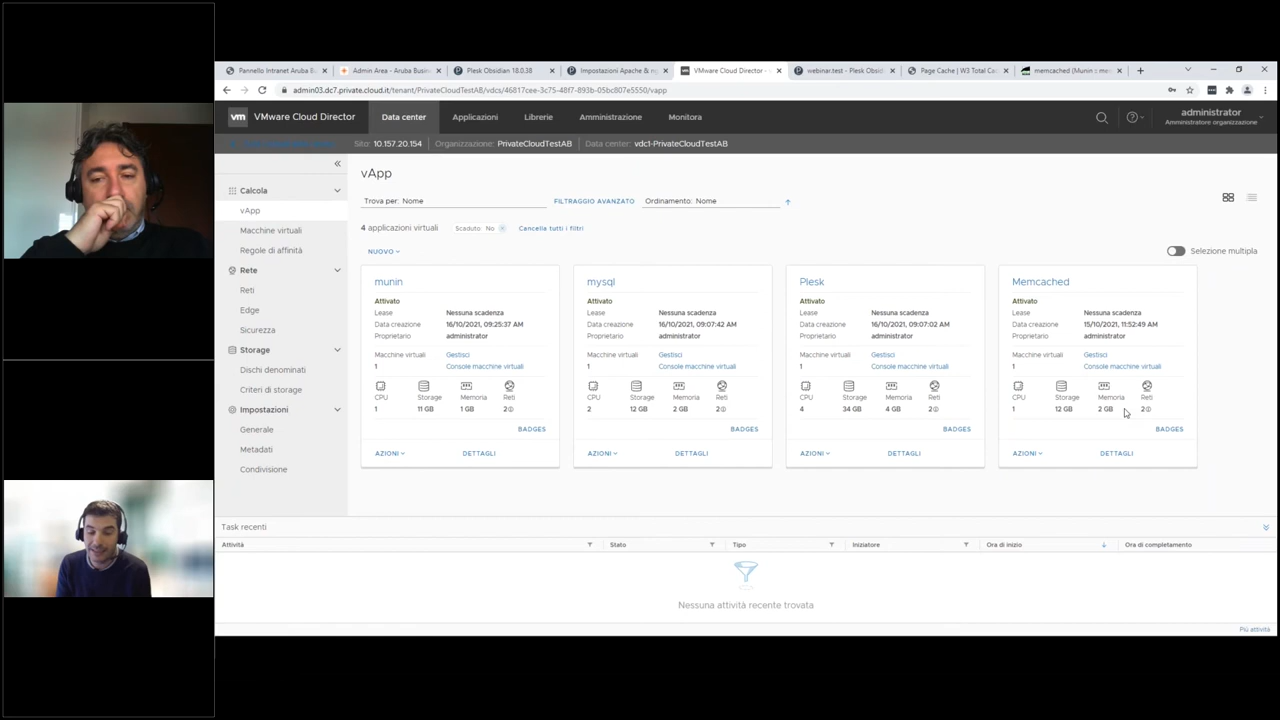 Pannello Intranet Aruba B
Admin Area - Aruba Busin
Plesk Obsidian 18.0.38
Impostazioni Apache & ng
VMware Cloud Director -
webinar.test - Plesk Obsid
Page Cache | W3 Total Cac
memcached (Munin :: mem
admin03.dc7.private.cloud.it/tenant/PrivateCloudTestAB/vdcs/46817cee-3c75-48f7-893b-05bc807e5550/vapp
vm VMware Cloud Director Data center Applicazioni Librerie Amministrazione Monitora administrator
Amministratore organizzazione
Sito: 10.157.20.154 Organizzazione: PrivateCloudTestAB Data center: vdc1-PrivateCloudTestAB
Calcola
vApp
Macchine virtuali
Regole di affinità
Rete
Reti
Edge
Sicurezza
Storage
Dischi denominati
Criteri di storage
Impostazioni
Generale
Metadati
Condivisione
vApp
Trova per: Nome FILTRAGGIO AVANZATO Ordinamento: Nome
4 applicazioni virtuali Scaduto No Cancella tutti i filtri
NUOVO Selezione multipla
munin
Attivato
Lease Nessuna scadenza
Data creazione 16/10/2021, 09:25:37 AM
Proprietario administrator
Macchine virtuali Gestisci
1 Console macchine virtuali
CPU Storage Memoria Reti
1 11 GB 1 GB 2
BADGES
AZIONI DETTAGLI
mysql
Attivato
Lease Nessuna scadenza
Data creazione 16/10/2021, 09:07:42 AM
Proprietario administrator
Macchine virtuali Gestisci
1 Console macchine virtuali
CPU Storage Memoria Reti
2 12 GB 2 GB 2
BADGES
AZIONI DETTAGLI
Plesk
Attivato
Lease Nessuna scadenza
Data creazione 16/10/2021, 09:07:02 AM
Proprietario administrator
Macchine virtuali Gestisci
1 Console macchine virtuali
CPU Storage Memoria Reti
4 34 GB 4 GB 2
BADGES
AZIONI DETTAGLI
Memcached
Attivato
Lease Nessuna scadenza
Data creazione 15/10/2021, 11:52:49 AM
Proprietario administrator
Macchine virtuali Gestisci
1 Console macchine virtuali
CPU Storage Memoria Reti
1 12 GB 2 GB 2
BADGES
AZIONI DETTAGLI
Task recenti
Attività Stato Tipo Iniziatore Ora di inizio Ora di completamento
Nessuna attività recente trovata
Più attività